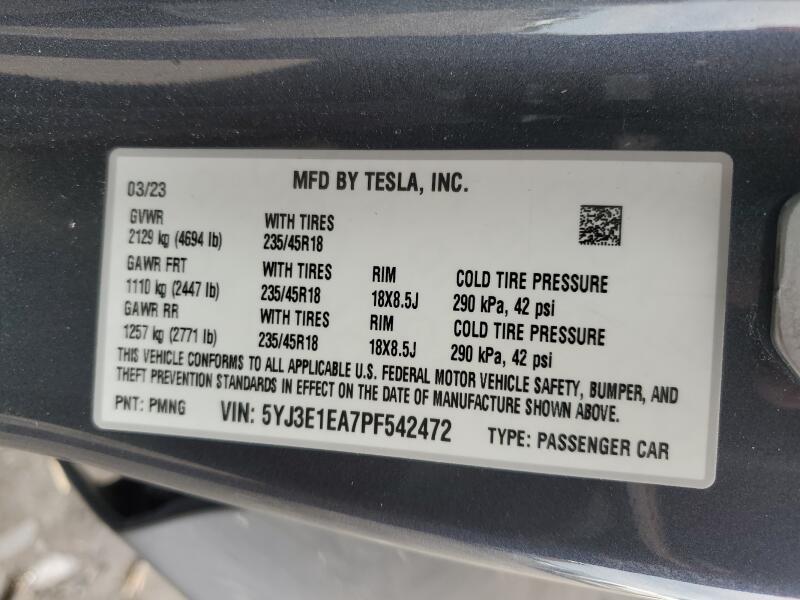 MFD BY TESLA, INC.
03/23
GVWR WITH TIRES
2129 kg (4694 lb) 235/45R18
GAWR FRT WITH TIRES RIM COLD TIRE PRESSURE
1110 kg (2447 lb) 235/45R18 18X8.5J 290 kPa, 42 psi
GAWR RR WITH TIRES RIM COLD TIRE PRESSURE
1257 kg (2771 lb) 235/45R18 18X8.5J 290 kPa, 42 psi
THIS VEHICLE CONFORMS TO ALL APPLICABLE U.S. FEDERAL MOTOR VEHICLE SAFETY, BUMPER, AND
THEFT PREVENTION STANDARDS IN EFFECT ON THE DATE OF MANUFACTURE SHOWN ABOVE.
PNT: PMNG VIN: 5YJ3E1EA7PF542472 TYPE: PASSENGER CAR